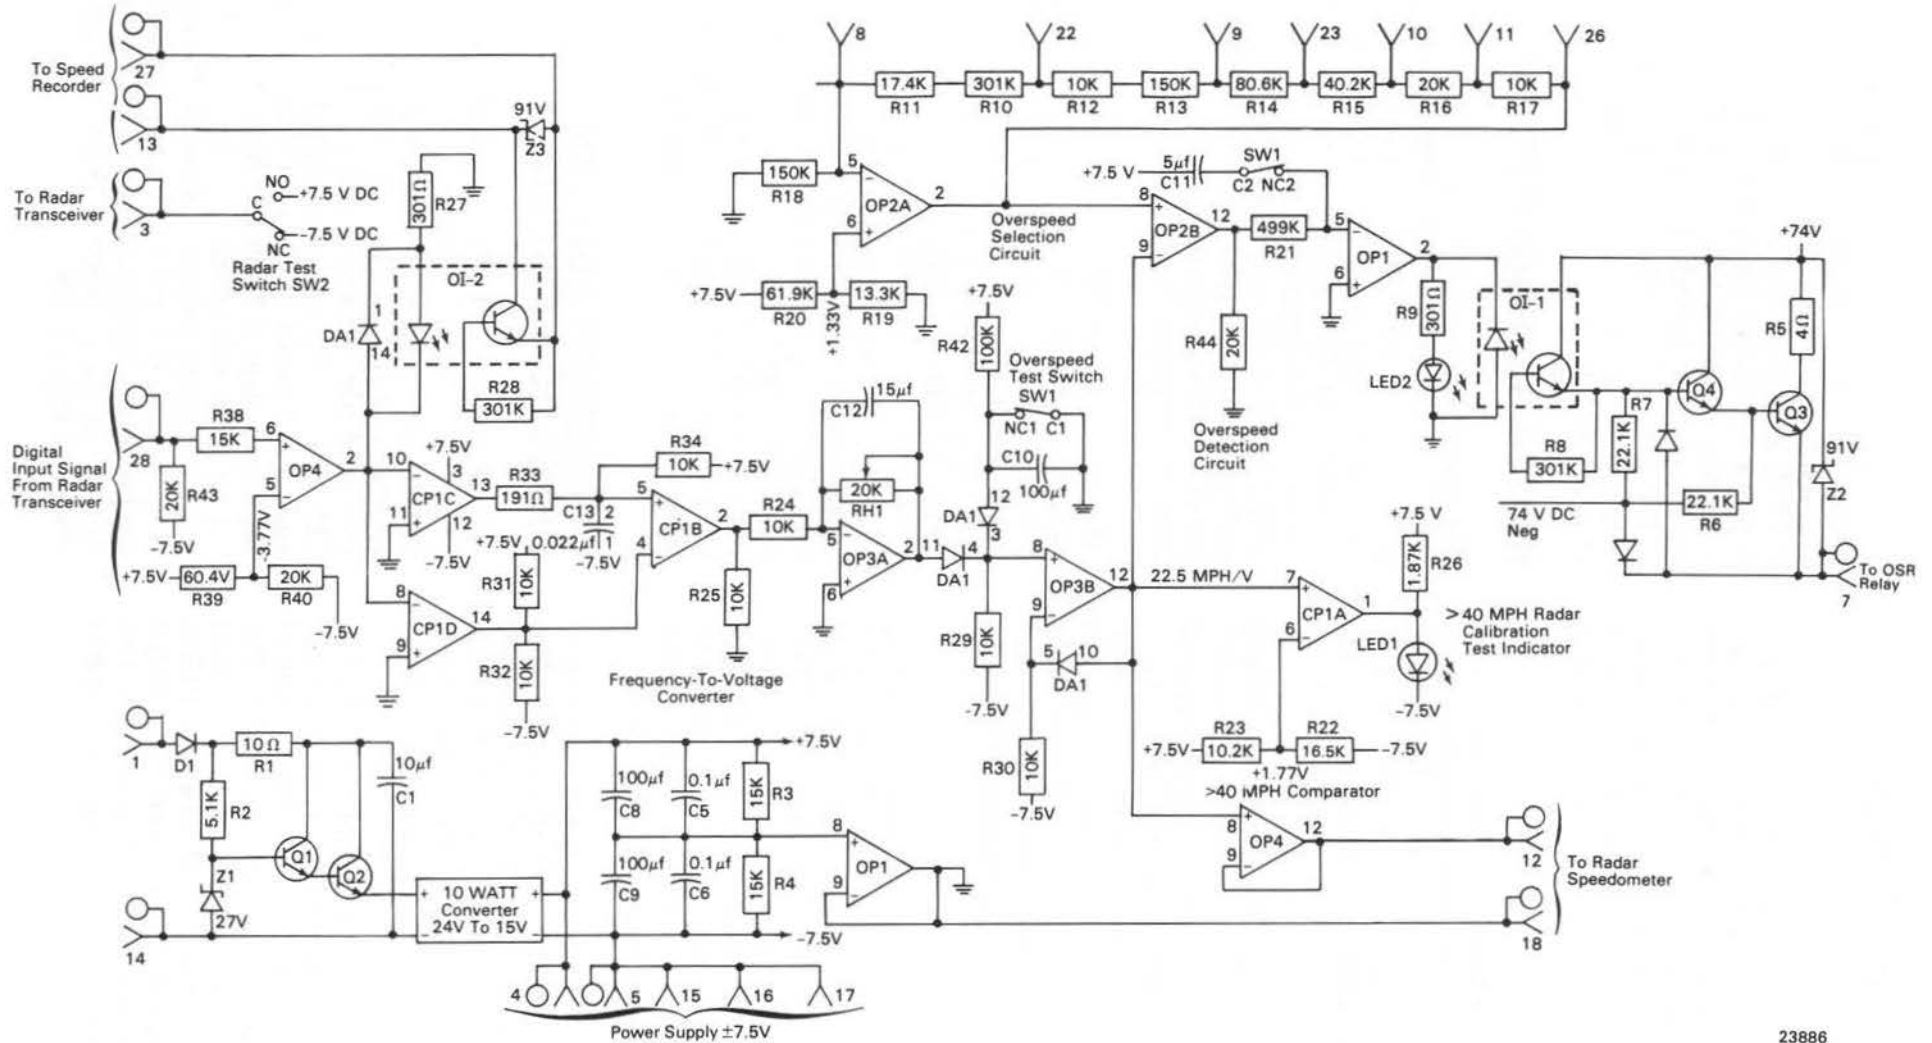 To Speed
Recorder
27
13
91V
Z3
To Radar
Transceiver
3
NO
+7.5 V DC
C
-7.5 V DC
NC
Radar Test
Switch SW2
301Ω
R27
OI-2
1
DA1
14
R28
301K
8
22
9
23
10
11
26
17.4K
R11
301K
R10
10K
R12
150K
R13
80.6K
R14
40.2K
R15
20K
R16
10K
R17
150K
R18
5
-
OP2A
6
+
2
Overspeed
Selection
Circuit
+7.5V
61.9K
R20
+1.33V
13.3K
R19
+7.5 V
5µf
C11
SW1
C2 NC2
8
+
OP2B
9
-
12
499K
R21
5
-
OP1
6
+
2
R44
20K
Overspeed
Detection
Circuit
R9
301Ω
LED2
OI-1
+74V
R5
4Ω
Q4
Q3
R7
22.1K
R8
301K
91V
Z2
74 V DC
Neg
22.1K
R6
To OSR
Relay
7
Digital
Input Signal
From Radar
Transceiver
28
R38
15K
R43
20K
-7.5V
6
+
OP4
5
-
2
-3.77V
+7.5V
60.4V
R39
20K
R40
-7.5V
+7.5V
10
-
3
CP1C
13
11
+
12
-7.5V
R33
191Ω
R34
10K
+7.5V
C13
2
0.022µf
1
-7.5V
8
-
CP1D
14
9
+
+7.5V
R31
10K
R32
10K
-7.5V
5
+
CP1B
2
4
-
R24
10K
R25
10K
Frequency-To-Voltage
Converter
15µf
C12
20K
RH1
5
-
OP3A
2
6
+
11
4
DA1
+7.5V
R42
100K
Overspeed
Test Switch
SW1
NC1 C1
C10
100µf
12
DA1
3
R29
10K
-7.5V
8
+
OP3B
12
9
-
5
10
DA1
R30
10K
-7.5V
22.5 MPH/V
7
+
CP1A
1
6
-
+7.5 V
R26
1.87K
LED1
-7.5V
>40 MPH Radar
Calibration
Test Indicator
+7.5V
R23
10.2K
R22
16.5K
-7.5V
+1.77V
>40 MPH Comparator
8
+
OP4
12
9
-
12
18
To Radar
Speedometer
1
D1
10Ω
R1
R2
5.1K
10µf
C1
Q1
Q2
Z1
27V
14
+
-
10 WATT
Converter
24V To 15V
+
-
+7.5V
100µf
C8
0.1µf
C5
15K
R3
100µf
C9
0.1µf
C6
15K
R4
-7.5V
8
+
OP1
9
-
4
5
15
16
17
Power Supply ±7.5V
23886